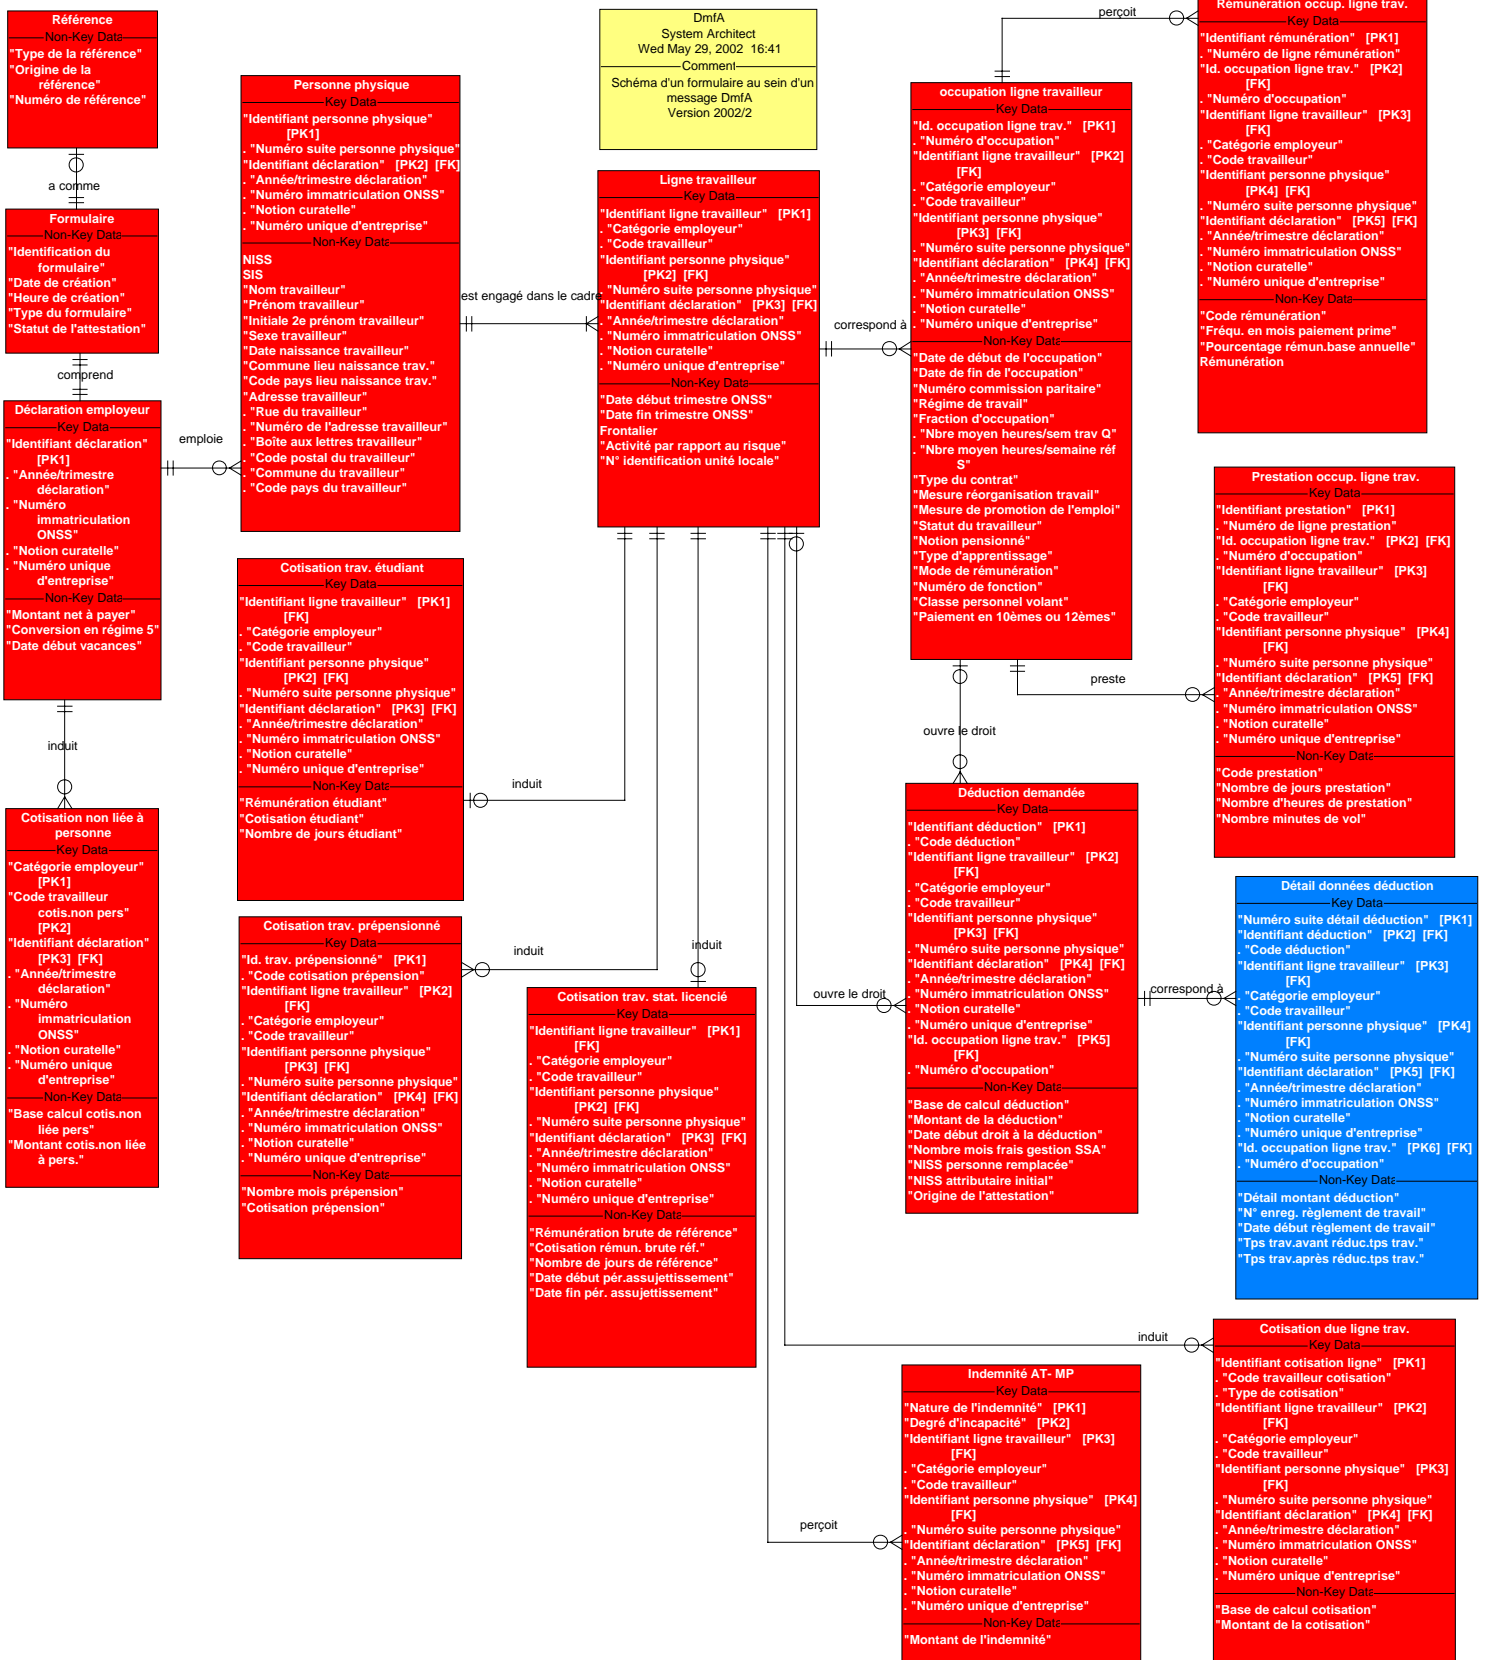 Référence
Non-Key Data
"Type de la référence"
"Origine de la
référence"
"Numéro de référence"
a comme
Formulaire
Non-Key Data
"Identification du
formulaire"
"Date de création"
"Heure de création"
"Type du formulaire"
"Statut de l'attestation"
comprend
Déclaration employeur
Key Data
"Identifiant déclaration"
[PK1]
. "Année/trimestre
déclaration"
. "Numéro
immatriculation
ONSS"
. "Notion curatelle"
. "Numéro unique
d'entreprise"
Non-Key Data
"Montant net à payer"
"Conversion en régime 5"
"Date début vacances"
induit
Cotisation non liée à
personne
Key Data
"Catégorie employeur"
[PK1]
"Code travailleur
cotis.non pers"
[PK2]
"Identifiant déclaration"
[PK3] [FK]
. "Année/trimestre
déclaration"
. "Numéro
immatriculation
ONSS"
. "Notion curatelle"
. "Numéro unique
d'entreprise"
Non-Key Data
"Base calcul cotis.non
liée pers"
"Montant cotis.non liée
à pers."
emploie
Personne physique
Key Data
"Identifiant personne physique"
[PK1]
. "Numéro suite personne physique"
"Identifiant déclaration" [PK2] [FK]
. "Année/trimestre déclaration"
. "Numéro immatriculation ONSS"
. "Notion curatelle"
. "Numéro unique d'entreprise"
Non-Key Data
NISS
SIS
"Nom travailleur"
"Prénom travailleur"
"Initiale 2e prénom travailleur"
"Sexe travailleur"
"Date naissance travailleur"
"Commune lieu naissance trav."
"Code pays lieu naissance trav."
"Adresse travailleur"
. "Rue du travailleur"
. "Numéro de l'adresse travailleur"
. "Boîte aux lettres travailleur"
. "Code postal du travailleur"
. "Commune du travailleur"
. "Code pays du travailleur"
est engagé dans le cadre
Cotisation trav. étudiant
Key Data
"Identifiant ligne travailleur" [PK1]
[FK]
. "Catégorie employeur"
. "Code travailleur"
"Identifiant personne physique"
[PK2] [FK]
. "Numéro suite personne physique"
"Identifiant déclaration" [PK3] [FK]
. "Année/trimestre déclaration"
. "Numéro immatriculation ONSS"
. "Notion curatelle"
. "Numéro unique d'entreprise"
Non-Key Data
"Rémunération étudiant"
"Cotisation étudiant"
"Nombre de jours étudiant"
induit
Cotisation trav. prépensionné
Key Data
"Id. trav. prépensionné" [PK1]
. "Code cotisation prépension"
"Identifiant ligne travailleur" [PK2]
[FK]
. "Catégorie employeur"
. "Code travailleur"
"Identifiant personne physique"
[PK3] [FK]
. "Numéro suite personne physique"
"Identifiant déclaration" [PK4] [FK]
. "Année/trimestre déclaration"
. "Numéro immatriculation ONSS"
. "Notion curatelle"
. "Numéro unique d'entreprise"
Non-Key Data
"Nombre mois prépension"
"Cotisation prépension"
induit
DmfA
System Architect
Wed May 29, 2002 16:41
Comment
Schéma d'un formulaire au sein d'un
message DmfA
Version 2002/2
Ligne travailleur
Key Data
"Identifiant ligne travailleur" [PK1]
. "Catégorie employeur"
. "Code travailleur"
"Identifiant personne physique"
[PK2] [FK]
. "Numéro suite personne physique"
"Identifiant déclaration" [PK3] [FK]
. "Année/trimestre déclaration"
. "Numéro immatriculation ONSS"
. "Notion curatelle"
. "Numéro unique d'entreprise"
Non-Key Data
"Date début trimestre ONSS"
"Date fin trimestre ONSS"
Frontalier
"Activité par rapport au risque"
"N° identification unité locale"
induit
Cotisation trav. stat. licencié
Key Data
"Identifiant ligne travailleur" [PK1]
[FK]
. "Catégorie employeur"
. "Code travailleur"
"Identifiant personne physique"
[PK2] [FK]
. "Numéro suite personne physique"
"Identifiant déclaration" [PK3] [FK]
. "Année/trimestre déclaration"
. "Numéro immatriculation ONSS"
. "Notion curatelle"
. "Numéro unique d'entreprise"
Non-Key Data
"Rémunération brute de référence"
"Cotisation rémun. brute réf."
"Nombre de jours de référence"
"Date début pér.assujettissement"
"Date fin pér. assujettissement"
correspond à
occupation ligne travailleur
Key Data
"Id. occupation ligne trav." [PK1]
. "Numéro d'occupation"
"Identifiant ligne travailleur" [PK2]
[FK]
. "Catégorie employeur"
. "Code travailleur"
"Identifiant personne physique"
[PK3] [FK]
. "Numéro suite personne physique"
"Identifiant déclaration" [PK4] [FK]
. "Année/trimestre déclaration"
. "Numéro immatriculation ONSS"
. "Notion curatelle"
. "Numéro unique d'entreprise"
Non-Key Data
"Date de début de l'occupation"
"Date de fin de l'occupation"
"Numéro commission paritaire"
"Régime de travail"
"Fraction d'occupation"
. "Nbre moyen heures/sem trav Q"
. "Nbre moyen heures/semaine réf
S"
"Type du contrat"
"Mesure réorganisation travail"
"Mesure de promotion de l'emploi"
"Statut du travailleur"
"Notion pensionné"
"Type d'apprentissage"
"Mode de rémunération"
"Numéro de fonction"
"Classe personnel volant"
"Paiement en 10èmes ou 12èmes"
perçoit
Rémunération occup. ligne trav.
Key Data
"Identifiant rémunération" [PK1]
. "Numéro de ligne rémunération"
"Id. occupation ligne trav." [PK2]
[FK]
. "Numéro d'occupation"
"Identifiant ligne travailleur" [PK3]
[FK]
. "Catégorie employeur"
. "Code travailleur"
"Identifiant personne physique"
[PK4] [FK]
. "Numéro suite personne physique"
"Identifiant déclaration" [PK5] [FK]
. "Année/trimestre déclaration"
. "Numéro immatriculation ONSS"
. "Notion curatelle"
. "Numéro unique d'entreprise"
Non-Key Data
"Code rémunération"
"Fréqu. en mois paiement prime"
"Pourcentage rémun.base annuelle"
Rémunération
preste
Prestation occup. ligne trav.
Key Data
"Identifiant prestation" [PK1]
. "Numéro de ligne prestation"
"Id. occupation ligne trav." [PK2] [FK]
. "Numéro d'occupation"
"Identifiant ligne travailleur" [PK3]
[FK]
. "Catégorie employeur"
. "Code travailleur"
"Identifiant personne physique" [PK4]
[FK]
. "Numéro suite personne physique"
"Identifiant déclaration" [PK5] [FK]
. "Année/trimestre déclaration"
. "Numéro immatriculation ONSS"
. "Notion curatelle"
. "Numéro unique d'entreprise"
Non-Key Data
"Code prestation"
"Nombre de jours prestation"
"Nombre d'heures de prestation"
"Nombre minutes de vol"
ouvre le droit
ouvre le droit
Déduction demandée
Key Data
"Identifiant déduction" [PK1]
. "Code déduction"
"Identifiant ligne travailleur" [PK2]
[FK]
. "Catégorie employeur"
. "Code travailleur"
"Identifiant personne physique"
[PK3] [FK]
. "Numéro suite personne physique"
"Identifiant déclaration" [PK4] [FK]
. "Année/trimestre déclaration"
. "Numéro immatriculation ONSS"
. "Notion curatelle"
. "Numéro unique d'entreprise"
"Id. occupation ligne trav." [PK5]
[FK]
. "Numéro d'occupation"
Non-Key Data
"Base de calcul déduction"
"Montant de la déduction"
"Date début droit à la déduction"
"Nombre mois frais gestion SSA"
"NISS personne remplacée"
"NISS attributaire initial"
"Origine de l'attestation"
correspond à
Détail données déduction
Key Data
"Numéro suite détail déduction" [PK1]
"Identifiant déduction" [PK2] [FK]
. "Code déduction"
"Identifiant ligne travailleur" [PK3]
[FK]
. "Catégorie employeur"
. "Code travailleur"
"Identifiant personne physique" [PK4]
[FK]
. "Numéro suite personne physique"
"Identifiant déclaration" [PK5] [FK]
. "Année/trimestre déclaration"
. "Numéro immatriculation ONSS"
. "Notion curatelle"
. "Numéro unique d'entreprise"
"Id. occupation ligne trav." [PK6] [FK]
. "Numéro d'occupation"
Non-Key Data
"Détail montant déduction"
"N° enreg. règlement de travail"
"Date début règlement de travail"
"Tps trav.avant réduc.tps trav."
"Tps trav.après réduc.tps trav."
perçoit
Indemnité AT- MP
Key Data
"Nature de l'indemnité" [PK1]
"Degré d'incapacité" [PK2]
"Identifiant ligne travailleur" [PK3]
[FK]
. "Catégorie employeur"
. "Code travailleur"
"Identifiant personne physique" [PK4]
[FK]
. "Numéro suite personne physique"
"Identifiant déclaration" [PK5] [FK]
. "Année/trimestre déclaration"
. "Numéro immatriculation ONSS"
. "Notion curatelle"
. "Numéro unique d'entreprise"
Non-Key Data
"Montant de l'indemnité"
induit
Cotisation due ligne trav.
Key Data
"Identifiant cotisation ligne" [PK1]
. "Code travailleur cotisation"
. "Type de cotisation"
"Identifiant ligne travailleur" [PK2]
[FK]
. "Catégorie employeur"
. "Code travailleur"
"Identifiant personne physique" [PK3]
[FK]
. "Numéro suite personne physique"
"Identifiant déclaration" [PK4] [FK]
. "Année/trimestre déclaration"
. "Numéro immatriculation ONSS"
. "Notion curatelle"
. "Numéro unique d'entreprise"
Non-Key Data
"Base de calcul cotisation"
"Montant de la cotisation"